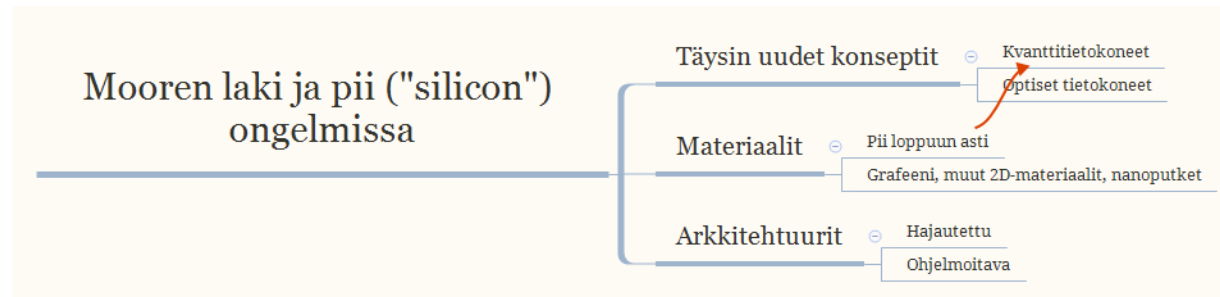 Mooren laki ja pii ("silicon")
ongelmissa
Täysin uudet konseptit
Kvanttitietokoneet
Optiset tietokoneet
Materiaalit
Pii loppuun asti
Grafeeni, muut 2D-materiaalit, nanoputket
Arkkitehtuurit
Hajautettu
Ohjelmoitava